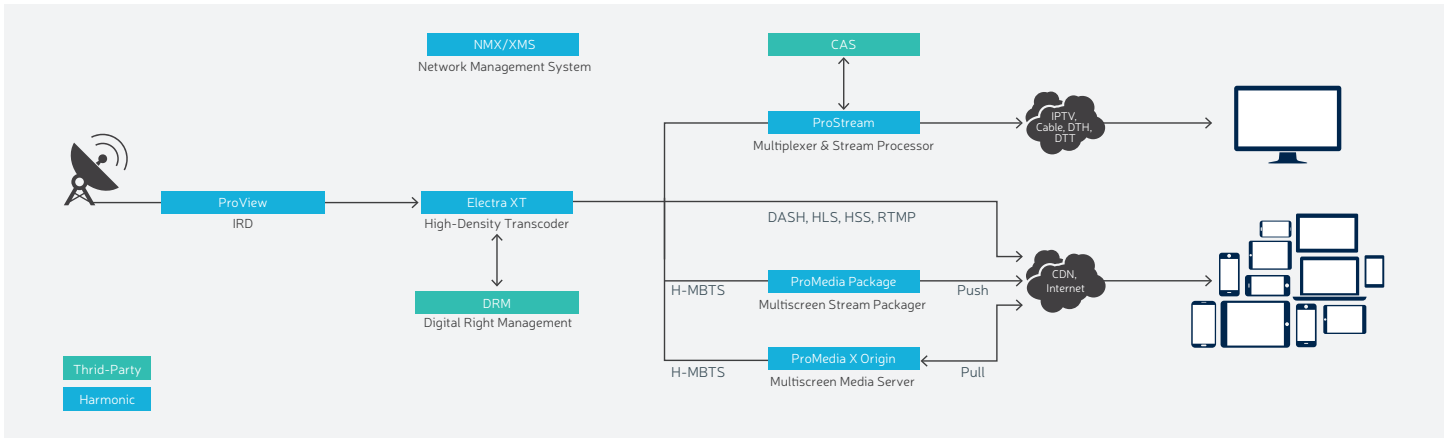 NMX/XMS
Network Management System
CAS
ProStream
Multiplexer & Stream Processor
IPTV,
Cable, DTH,
DTT
ProView
IRD
Electra XT
High-Density Transcoder
DASH, HLS, HSS, RTMP
DRM
Digital Right Management
H-MBTS
ProMedia Package
Multiscreen Stream Packager
Push
CDN,
Internet
H-MBTS
ProMedia X Origin
Multiscreen Media Server
Pull
Thrid-Party
Harmonic